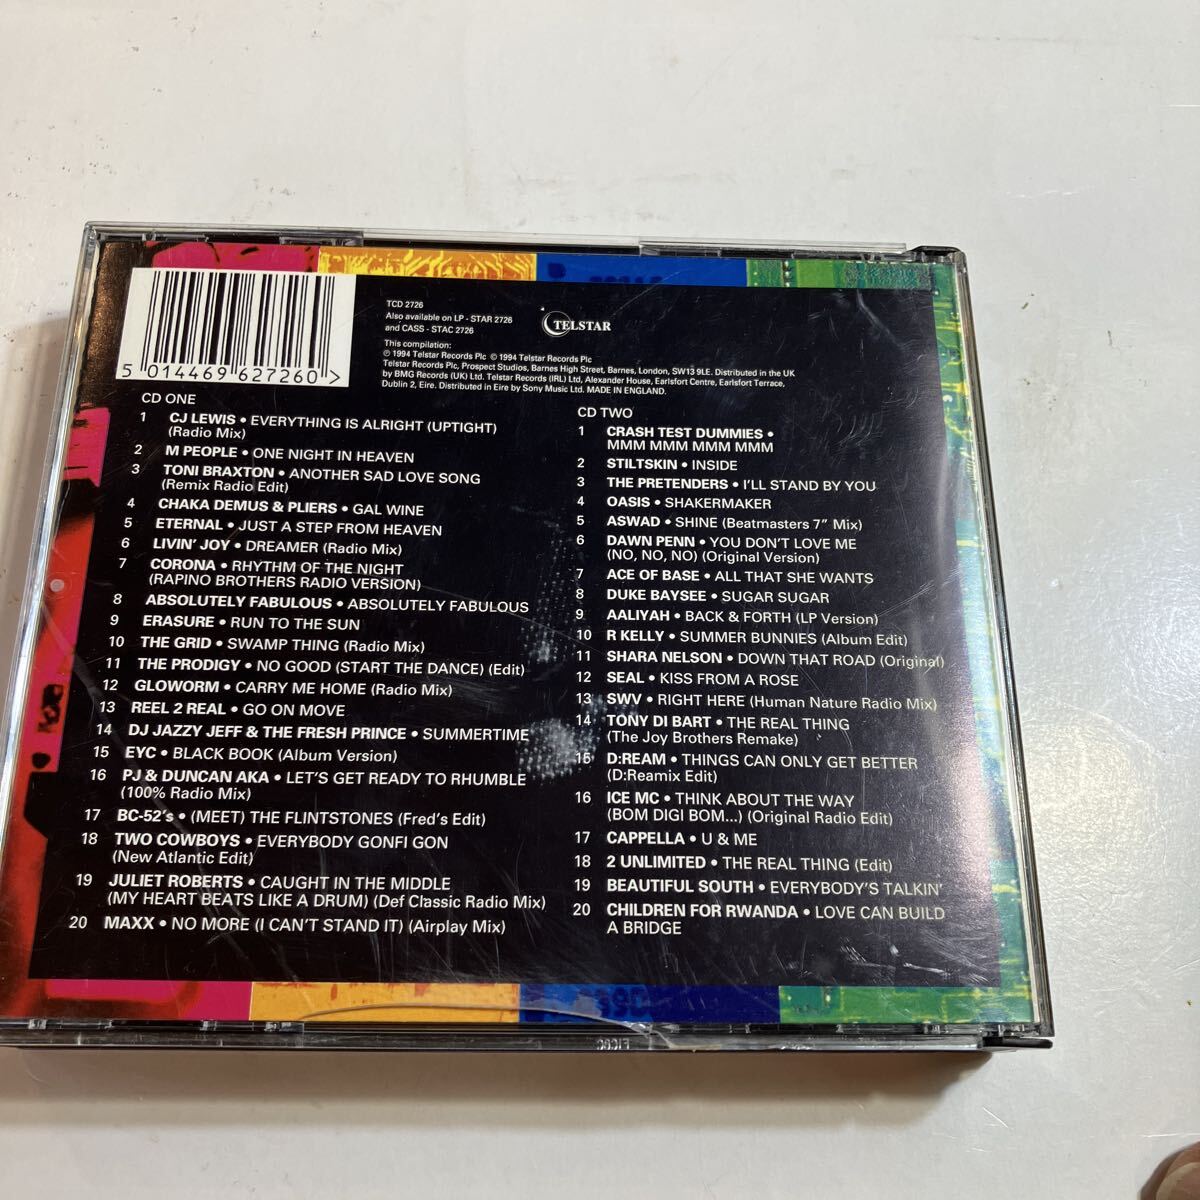 TCD 2726
Also available on LP - STAR 2726
and CASS - STAC 2726
TELSTAR
This compilation:
℗ 1994 Telstar Records Plc © 1994 Telstar Records Plc
Telstar Records Plc, Prospect Studios, Barnes High Street, Barnes, London, SW13 9LE. Distributed in the UK
by BMG Records (UK) Ltd. Telstar Records (IRL) Ltd, Alexander House, Earlsfort Centre, Earlsfort Terrace,
Dublin 2, Eire. Distributed in Eire by Sony Music Ltd. MADE IN ENGLAND.
5 014469 627260 >
CD ONE
1 CJ LEWIS • EVERYTHING IS ALRIGHT (UPTIGHT)
(Radio Mix)
2 M PEOPLE • ONE NIGHT IN HEAVEN
3 TONI BRAXTON • ANOTHER SAD LOVE SONG
(Remix Radio Edit)
4 CHAKA DEMUS & PLIERS • GAL WINE
5 ETERNAL • JUST A STEP FROM HEAVEN
6 LIVIN' JOY • DREAMER (Radio Mix)
7 CORONA • RHYTHM OF THE NIGHT
(RAPINO BROTHERS RADIO VERSION)
8 ABSOLUTELY FABULOUS • ABSOLUTELY FABULOUS
9 ERASURE • RUN TO THE SUN
10 THE GRID • SWAMP THING (Radio Mix)
11 THE PRODIGY • NO GOOD (START THE DANCE) (Edit)
12 GLOWORM • CARRY ME HOME (Radio Mix)
13 REEL 2 REAL • GO ON MOVE
14 DJ JAZZY JEFF & THE FRESH PRINCE • SUMMERTIME
15 EYC • BLACK BOOK (Album Version)
16 PJ & DUNCAN AKA • LET'S GET READY TO RHUMBLE
(100% Radio Mix)
17 BC-52's • (MEET) THE FLINTSTONES (Fred's Edit)
18 TWO COWBOYS • EVERYBODY GONFI GON
(New Atlantic Edit)
19 JULIET ROBERTS • CAUGHT IN THE MIDDLE
(MY HEART BEATS LIKE A DRUM) (Def Classic Radio Mix)
20 MAXX • NO MORE (I CAN'T STAND IT) (Airplay Mix)
CD TWO
1 CRASH TEST DUMMIES •
MMM MMM MMM MMM
2 STILTSKIN • INSIDE
3 THE PRETENDERS • I'LL STAND BY YOU
4 OASIS • SHAKERMAKER
5 ASWAD • SHINE (Beatmasters 7" Mix)
6 DAWN PENN • YOU DON'T LOVE ME
(NO, NO, NO) (Original Version)
7 ACE OF BASE • ALL THAT SHE WANTS
8 DUKE BAYSEE • SUGAR SUGAR
9 AALIYAH • BACK & FORTH (LP Version)
10 R KELLY • SUMMER BUNNIES (Album Edit)
11 SHARA NELSON • DOWN THAT ROAD (Original)
12 SEAL • KISS FROM A ROSE
13 SWV • RIGHT HERE (Human Nature Radio Mix)
14 TONY DI BART • THE REAL THING
(The Joy Brothers Remake)
15 D:REAM • THINGS CAN ONLY GET BETTER
(D:Reamix Edit)
16 ICE MC • THINK ABOUT THE WAY
(BOM DIGI BOM...) (Original Radio Edit)
17 CAPPELLA • U & ME
18 2 UNLIMITED • THE REAL THING (Edit)
19 BEAUTIFUL SOUTH • EVERYBODY'S TALKIN'
20 CHILDREN FOR RWANDA • LOVE CAN BUILD
A BRIDGE